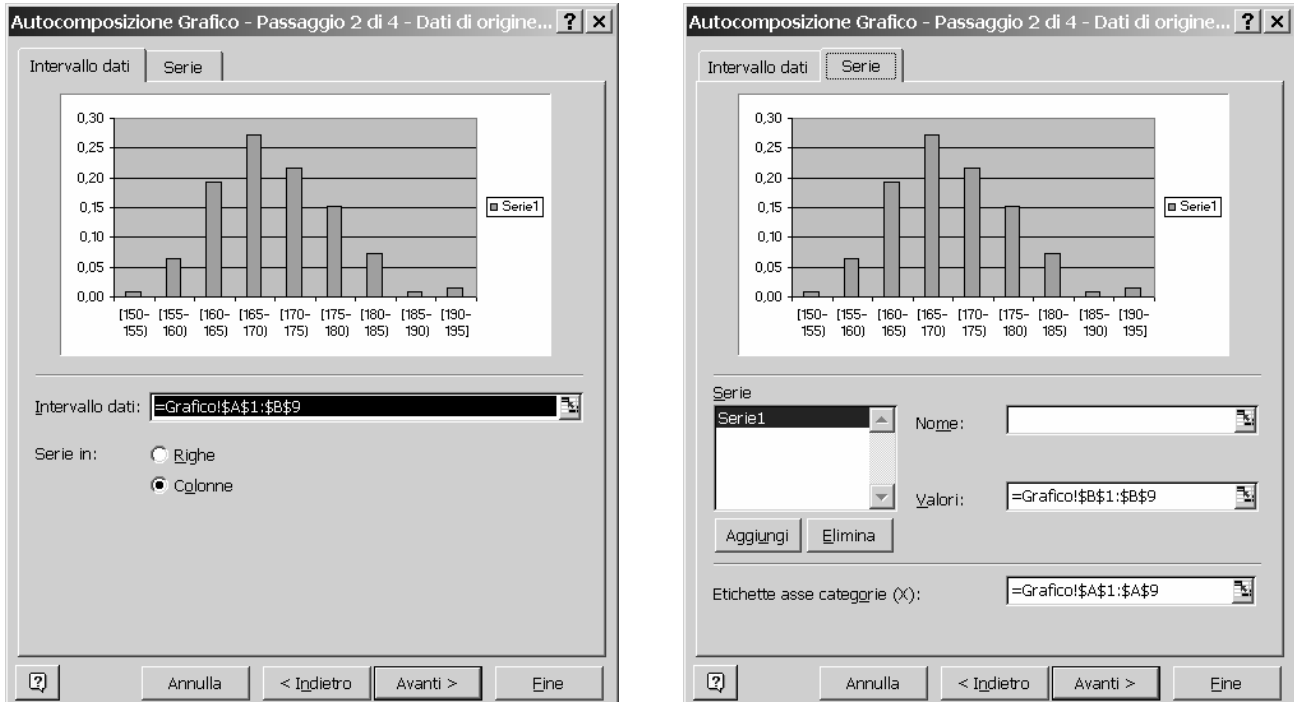 Autocomposizione Grafico - Passaggio 2 di 4 - Dati di origine... ? ×
Intervallo dati Serie
0,30
0,25
0,20
0,15
0,10
0,05
0,00
Serie1
[150- [155- [160- [165- [170- [175- [180- [185- [190-
155) 160) 165) 170) 175) 180) 185) 190) 195]
Intervallo dati: =Grafico!$A$1:$B$9
Serie in: Righe
Colonne
? Annulla < Indietro Avanti > Fine
Autocomposizione Grafico - Passaggio 2 di 4 - Dati di origine... ? ×
Intervallo dati Serie
0,30
0,25
0,20
0,15
0,10
0,05
0,00
Serie1
[150- [155- [160- [165- [170- [175- [180- [185- [190-
155) 160) 165) 170) 175) 180) 185) 190) 195]
Serie
Serie1
Nome:
Valori: =Grafico!$B$1:$B$9
Aggiungi Elimina
Etichette asse categorie (X): =Grafico!$A$1:$A$9
? Annulla < Indietro Avanti > Fine